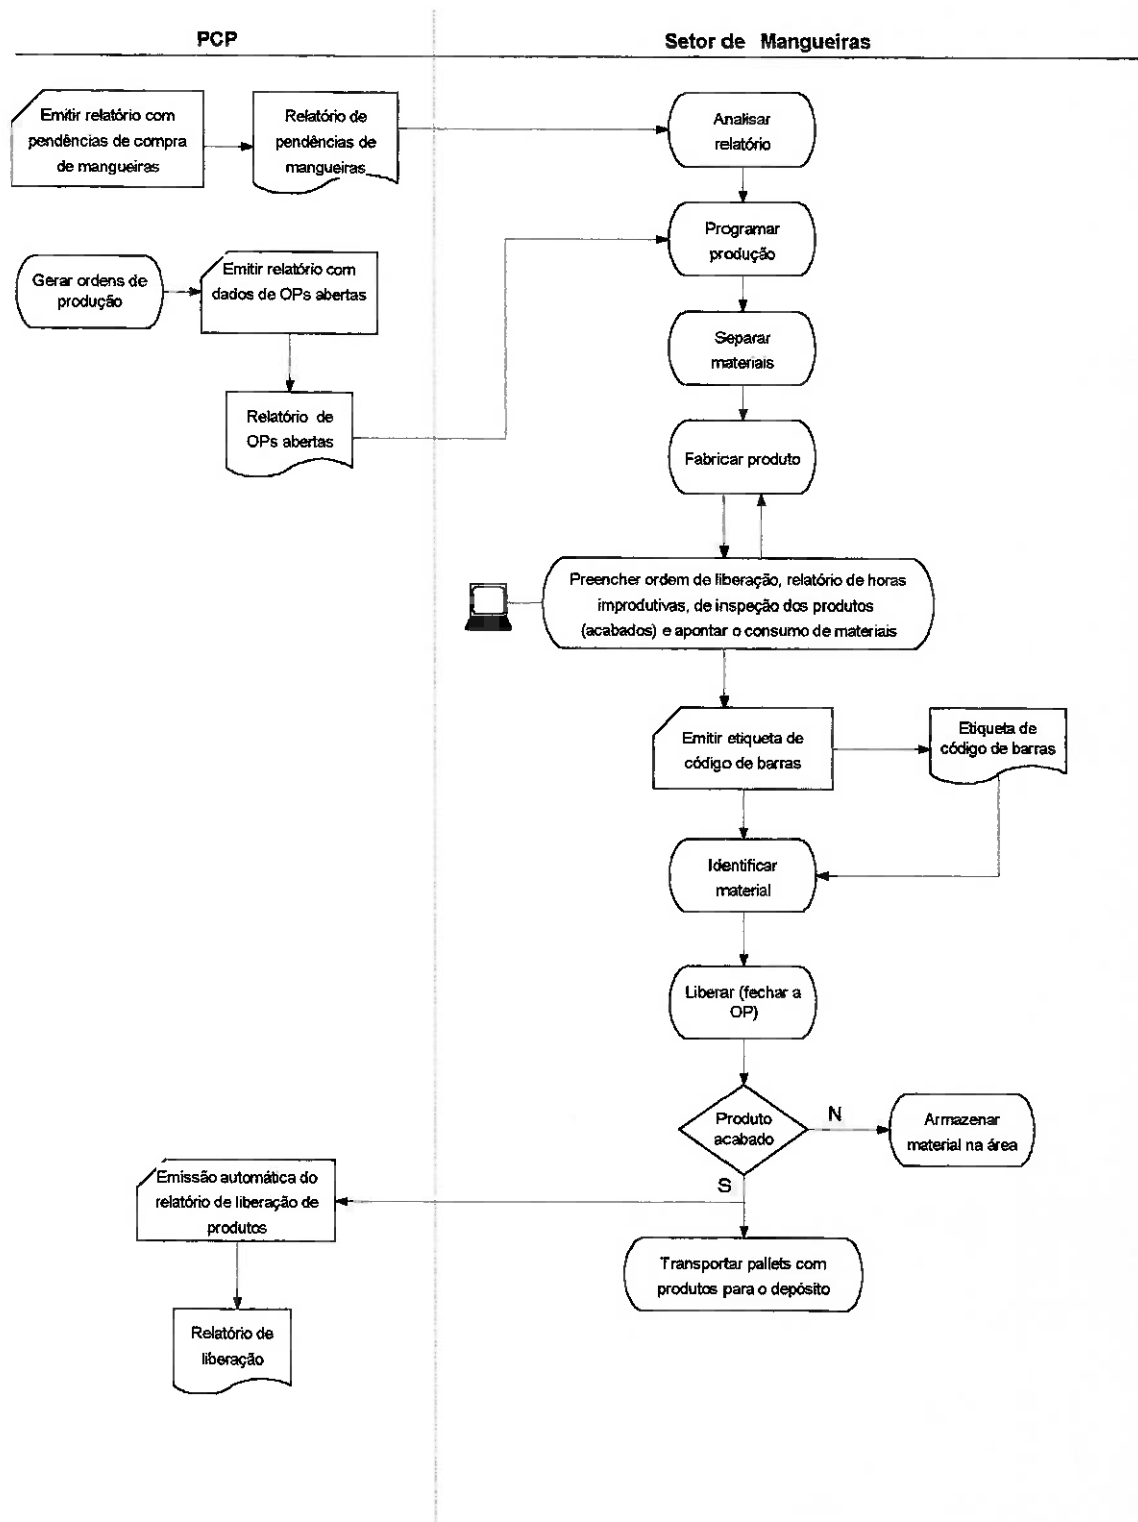 PCP
Setor de Mangueiras
Emitir relatório com
pendências de compra
de mangueiras
Relatório de
pendências de
mangueiras
Analisar
relatório
Programar
produção
Gerar ordens de
produção
Emitir relatório com
dados de OPs abertas
Separar
materiais
Relatório de
OPs abertas
Fabricar produto
Preencher ordem de liberação, relatório de horas
improdutivas, de inspeção dos produtos
(acabados) e apontar o consumo de materiais
Emitir etiqueta de
código de barras
Etiqueta de
código de barras
Identificar
material
Liberar (fechar a
OP)
Produto
acabado
N
Armazenar
material na área
S
Emissão automática do
relatório de liberação de
produtos
Transportar pallets com
produtos para o depósito
Relatório de
liberação